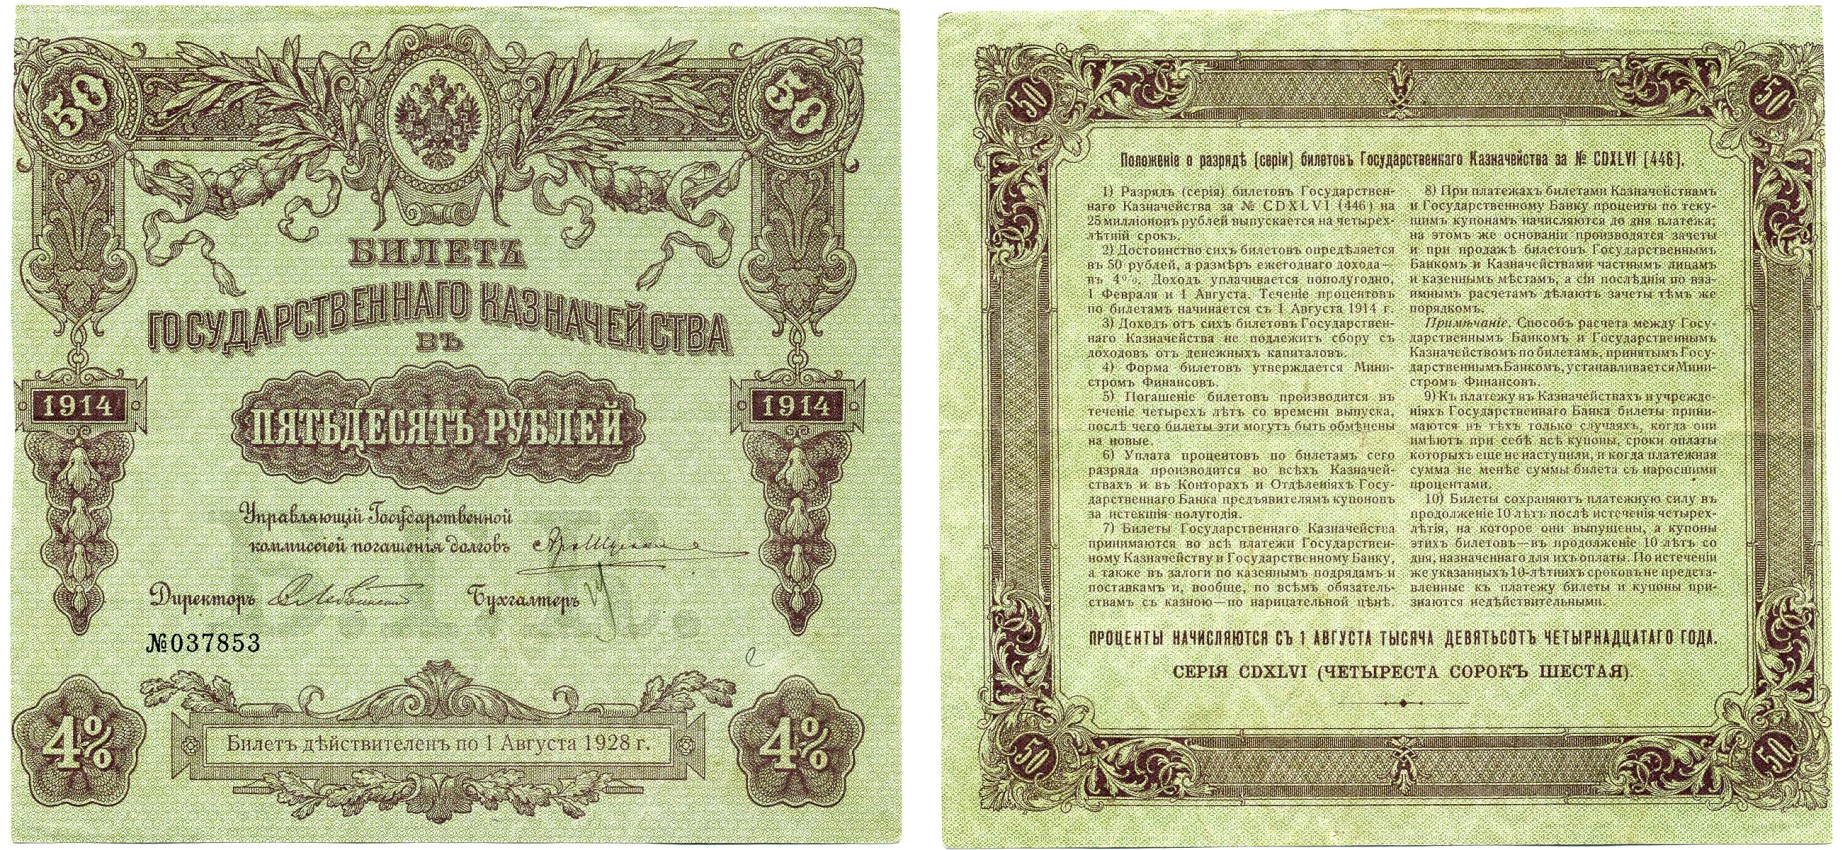 50
50
БИЛЕТЪ
ГОСУДАРСТВЕННАГО КАЗНАЧЕЙСТВА
ВЪ
1914
1914
ПЯТЬДЕСЯТЪ РУБЛЕЙ
Управляющій Государственной
коммиссіей погашенія долговъ
Директоръ
Бухгалтеръ
№037853
4%
4%
Билетъ дѣйствителенъ по 1 Августа 1928 г.
50
50
Положеніе о разрядѣ (серіи) билетовъ Государственнаго Казначейства за № CDXLVI (446).
1) Разрядъ (серія) билетовъ Государствен-
наго Казначейства за № CDXLVI (446) на
25 милліоновъ рублей выпускается на четырех-
лѣтній срокъ.
2) Достоинство сихъ билетовъ опредѣляется
въ 50 рублей, а размѣръ ежегоднаго дохода—
въ 4%. Доходъ уплачивается пополугодно,
1 Февраля и 1 Августа. Теченіе процентовъ
по билетамъ начинается съ 1 Августа 1914 г.
3) Доходъ отъ сихъ билетовъ Государствен-
наго Казначейства не подлежитъ сбору съ
доходовъ отъ денежныхъ капиталовъ.
4) Форма билетовъ утверждается Мини-
стромъ Финансовъ.
5) Погашеніе билетовъ производится въ
теченіе четырехъ лѣтъ со времени выпуска,
послѣ чего билеты эти могутъ быть обмѣнены
на новые.
6) Уплата процентовъ по билетамъ сего
разряда производится во всѣхъ Казначей-
ствахъ и въ Конторахъ и Отдѣленіяхъ Госу-
дарственнаго Банка предъявителямъ купоновъ
за истекшія полугодія.
7) Билеты Государственнаго Казначейства
принимаются во всѣ платежи Государствен-
ному Казначейству и Государственному Банку,
а также въ залоги по казеннымъ подрядамъ и
поставкамъ и, вообще, по всѣмъ обязатель-
ствамъ съ казною—по нарицательной цѣнѣ.
8) При платежахъ билетами Казначействамъ
и Государственному Банку проценты по теку-
щимъ купонамъ начисляются до дня платежа;
на этомъ же основаніи производятся зачеты
и при продажѣ билетовъ Государственнымъ
Банкомъ и Казначействами частнымъ лицамъ
и казеннымъ мѣстамъ, а сіи послѣднія по вза-
имнымъ расчетамъ дѣлаютъ зачеты тѣмъ же
порядкомъ.
Примѣчаніе. Способъ расчета между Госу-
дарственнымъ Банкомъ и Государственнымъ
Казначействомъ по билетамъ, принятымъ Госу-
дарственнымъ Банкомъ, устанавливается Мини-
стромъ Финансовъ.
9) Къ платежу въ Казначействахъ и учрежде-
ніяхъ Государственнаго Банка билеты прини-
маются въ тѣхъ только случаяхъ, когда они
имѣютъ при себѣ всѣ купоны, сроки оплаты
которыхъ еще не наступили, и когда платежная
сумма не менѣе суммы билета съ наросшими
процентами.
10) Билеты сохраняютъ платежную силу въ
продолженіе 10 лѣтъ послѣ истеченія четырех-
лѣтія, на которое они выпущены, а купоны
этихъ билетовъ—въ продолженіе 10 лѣтъ со
дня, назначеннаго для ихъ оплаты. По истеченіи
же указанныхъ 10-лѣтнихъ сроковъ не предста-
вленные къ платежу билеты и купоны при-
знаются недѣйствительными.
ПРОЦЕНТЫ НАЧИСЛЯЮТСЯ СЪ 1 АВГУСТА ТЫСЯЧА ДЕВЯТЬСОТЪ ЧЕТЫРНАДЦАТАГО ГОДА.
СЕРІЯ CDXLVI (ЧЕТЫРЕСТА СОРОКЪ ШЕСТАЯ).
50
50